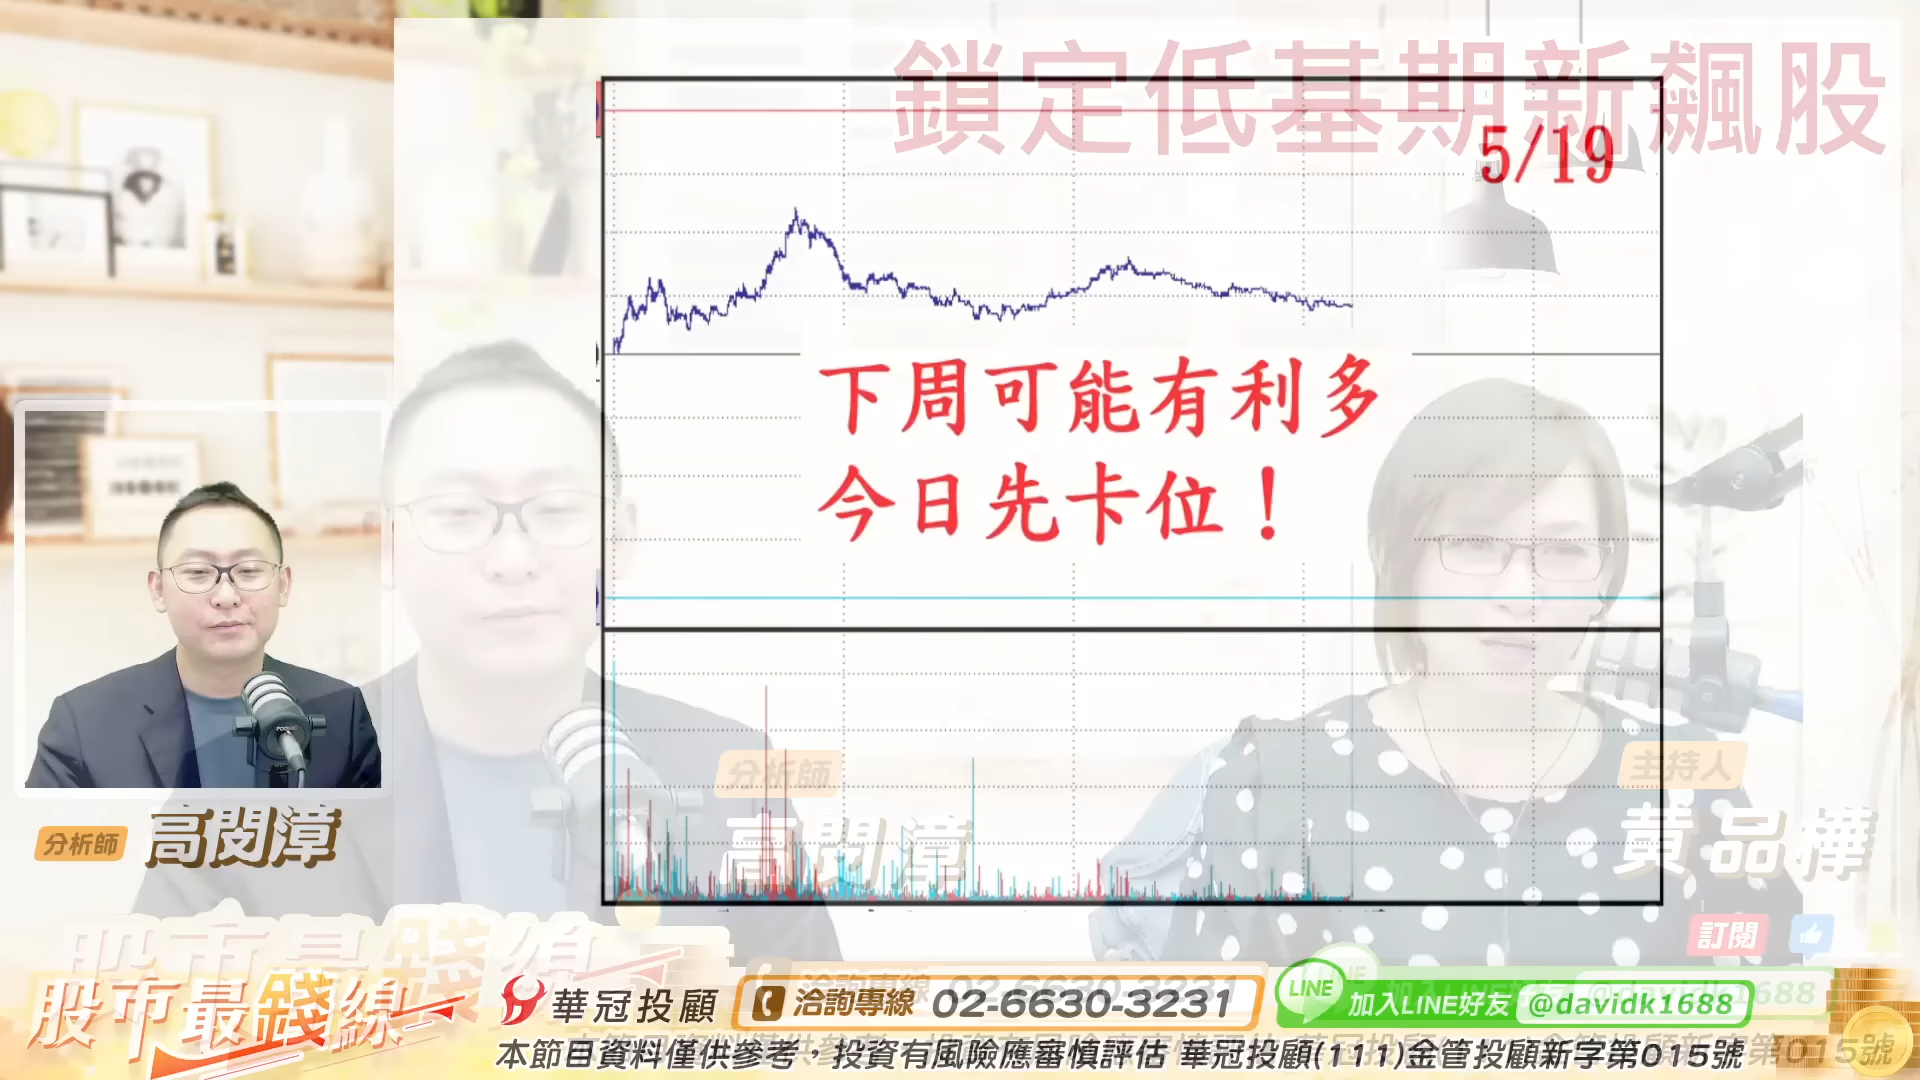 鎖定低基期新飆股
5/19
下周可能有利多
今日先卡位！
分析師
高閔漳
分析師
高閔漳
主持人
黃品樺
訂閱
股市最錢線
股市最錢線
華冠投顧
洽詢專線 02-6630-3231
LINE 加入LINE好友 @davidk1688
本節目資料僅供參考，投資有風險應審慎評估 華冠投顧(111)金管投顧新字第015號